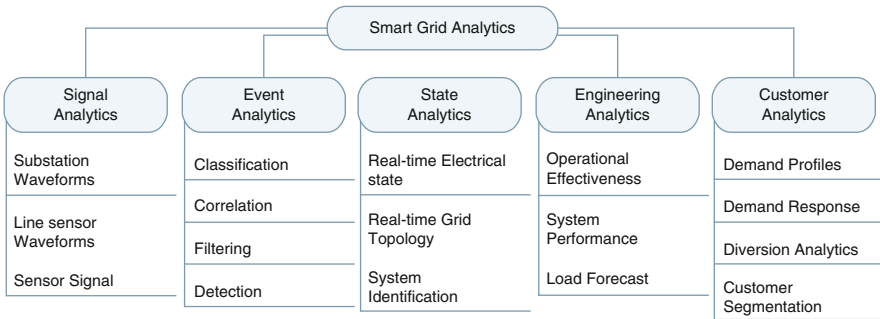 Smart Grid Analytics
Signal
Analytics
Substation
Waveforms
Line sensor
Waveforms
Sensor Signal
Event
Analytics
Classification
Correlation
Filtering
Detection
State
Analytics
Real-time Electrical
state
Real-time Grid
Topology
System
Identification
Engineering
Analytics
Operational
Effectiveness
System
Performance
Load Forecast
Customer
Analytics
Demand Profiles
Demand Response
Diversion Analytics
Customer
Segmentation